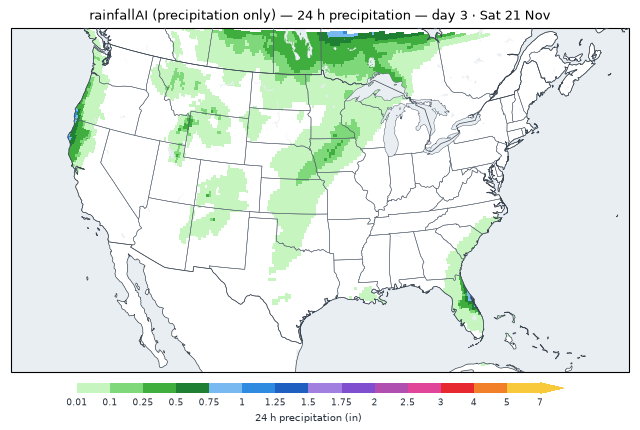 rainfallAI (precipitation only) — 24 h precipitation — day 3 · Sat 21 Nov
0.01 0.1 0.25 0.5 0.75 1 1.25 1.5 1.75 2 2.5 3 4 5 7
24 h precipitation (in)